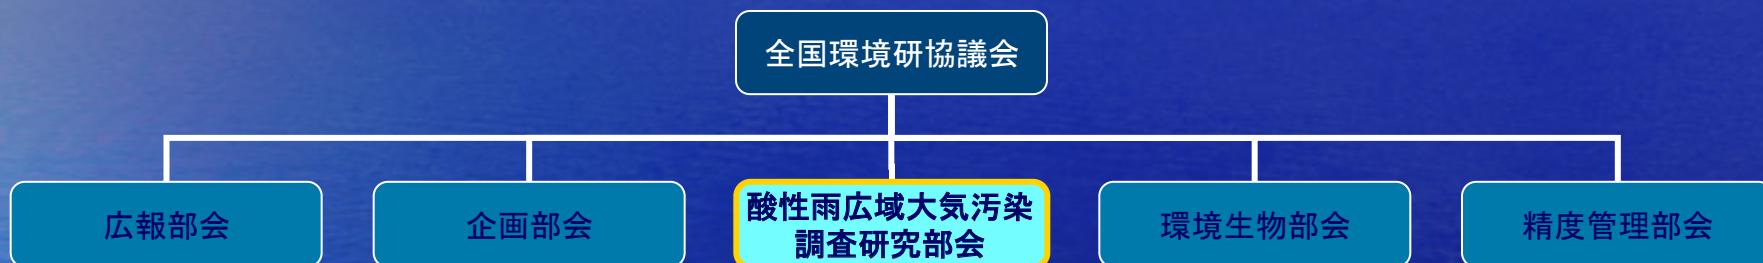 全国環境研協議会
広報部会
企画部会
酸性雨広域大気汚染
調査研究部会
環境生物部会
精度管理部会